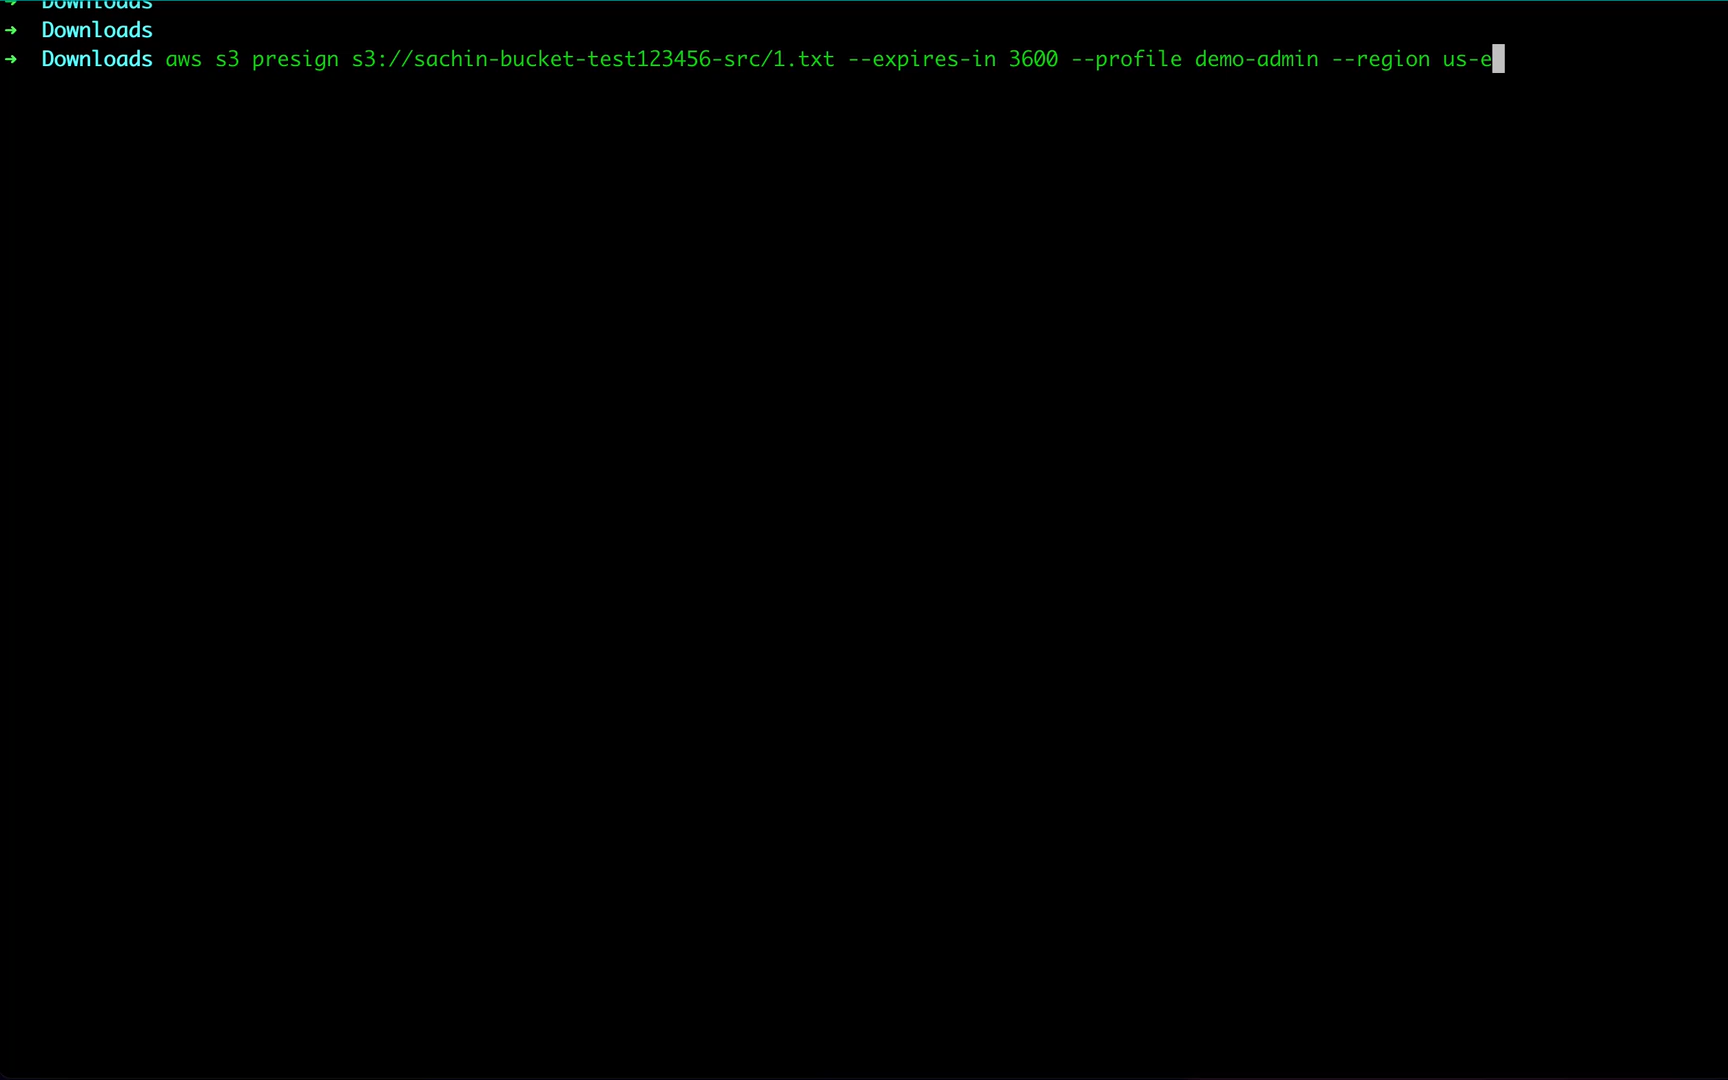 ➜ Downloads
➜ Downloads
➜ Downloads aws s3 presign s3://sachin-bucket-test123456-src/1.txt --expires-in 3600 --profile demo-admin --region us-e